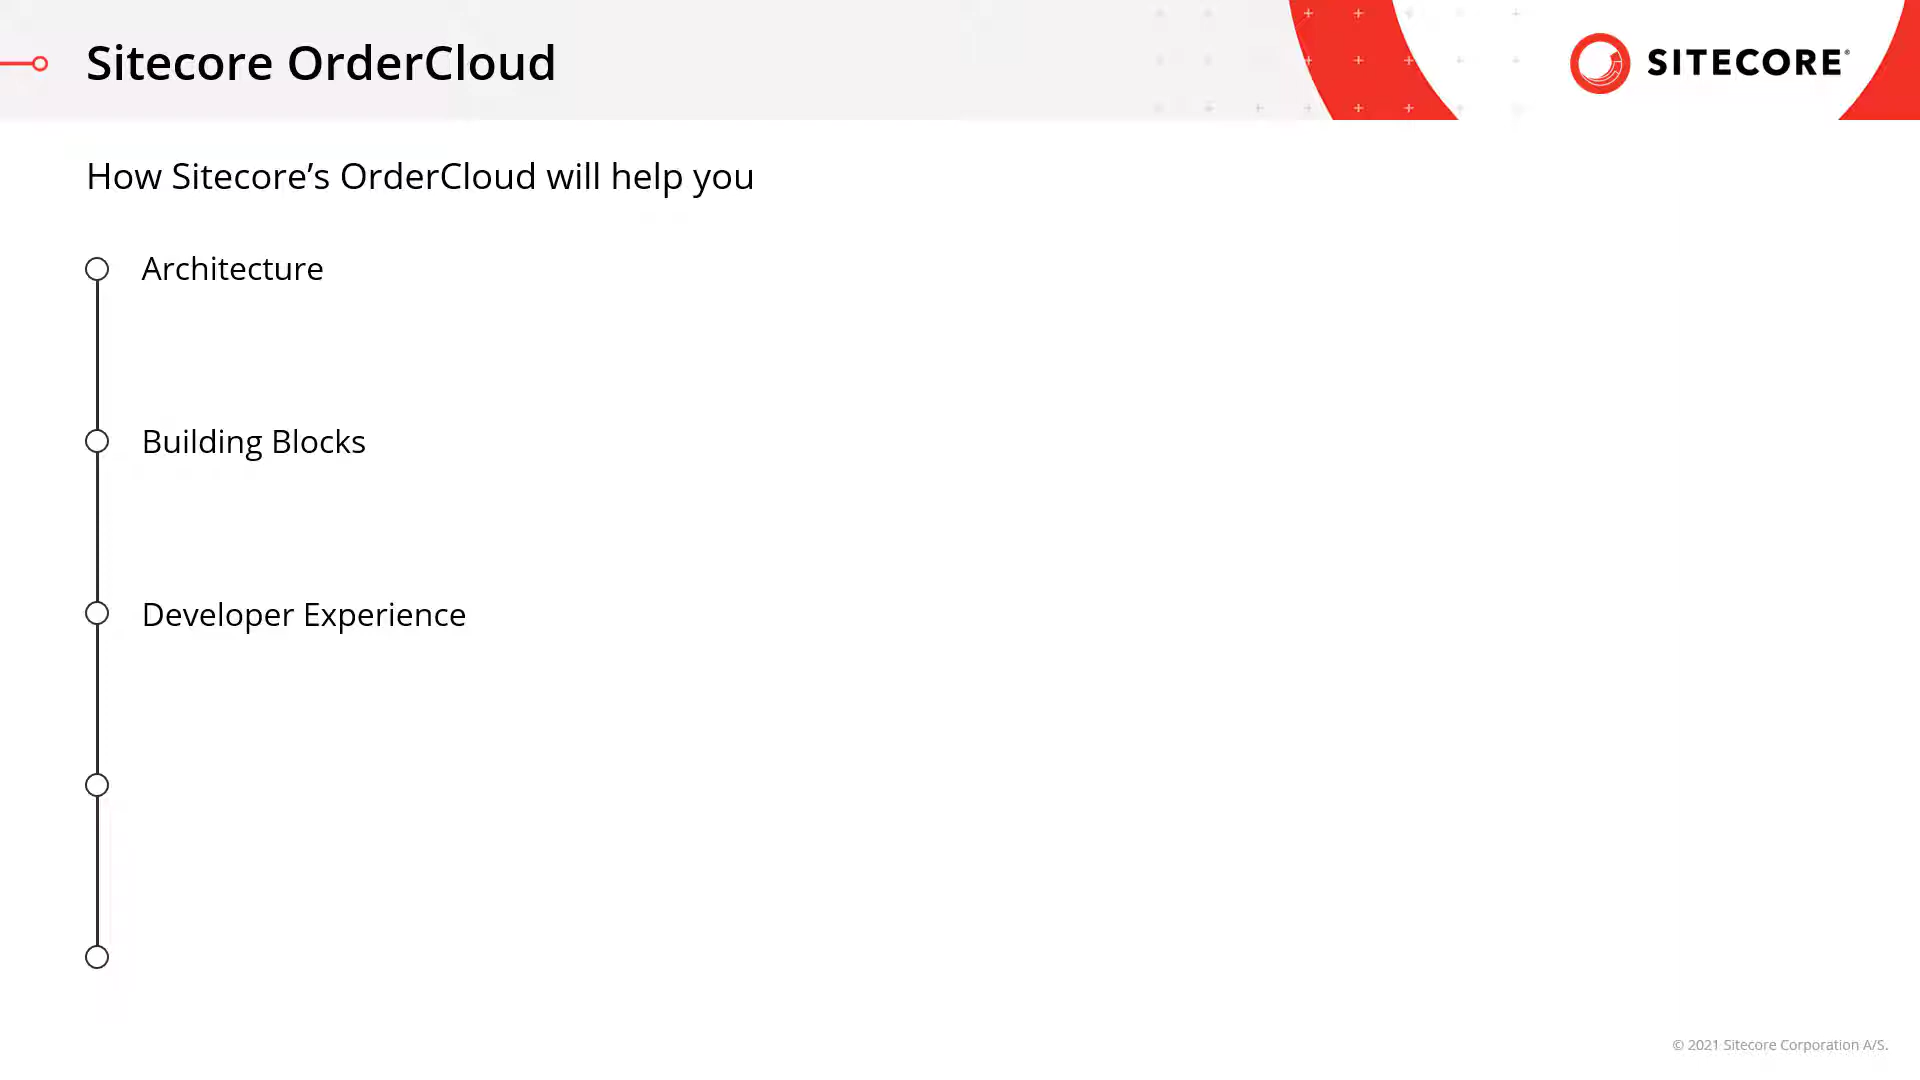 Sitecore OrderCloud
SITECORE®
How Sitecore’s OrderCloud will help you
Architecture
Building Blocks
Developer Experience
© 2021 Sitecore Corporation A/S.